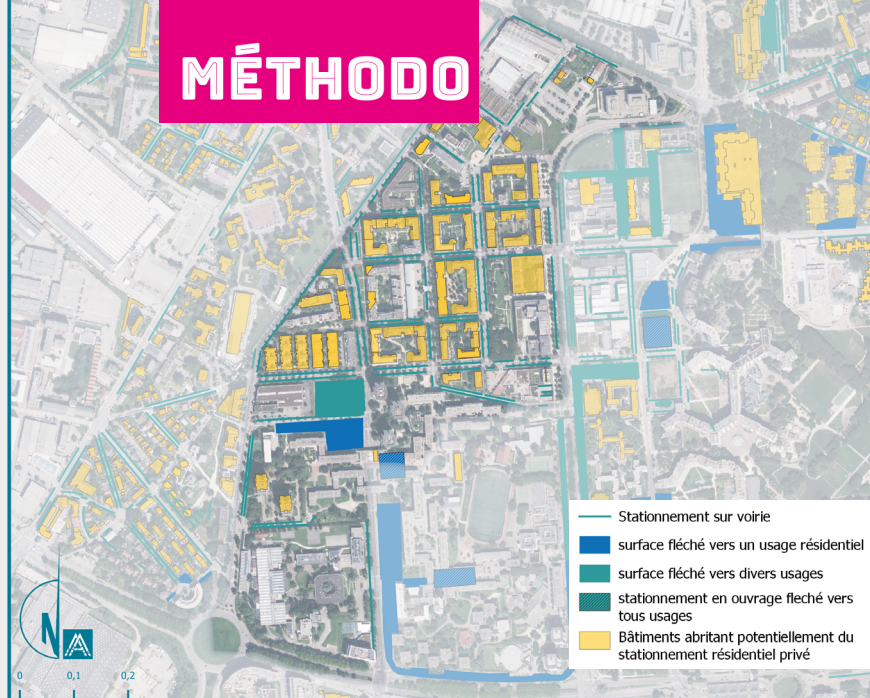 MÉTHODO
Stationnement sur voirie
surface fléché vers un usage résidentiel
surface fléché vers divers usages
stationnement en ouvrage fleché vers
tous usages
Bâtiments abritant potentiellement du
stationnement résidentiel privé
N
0 0,1 0,2